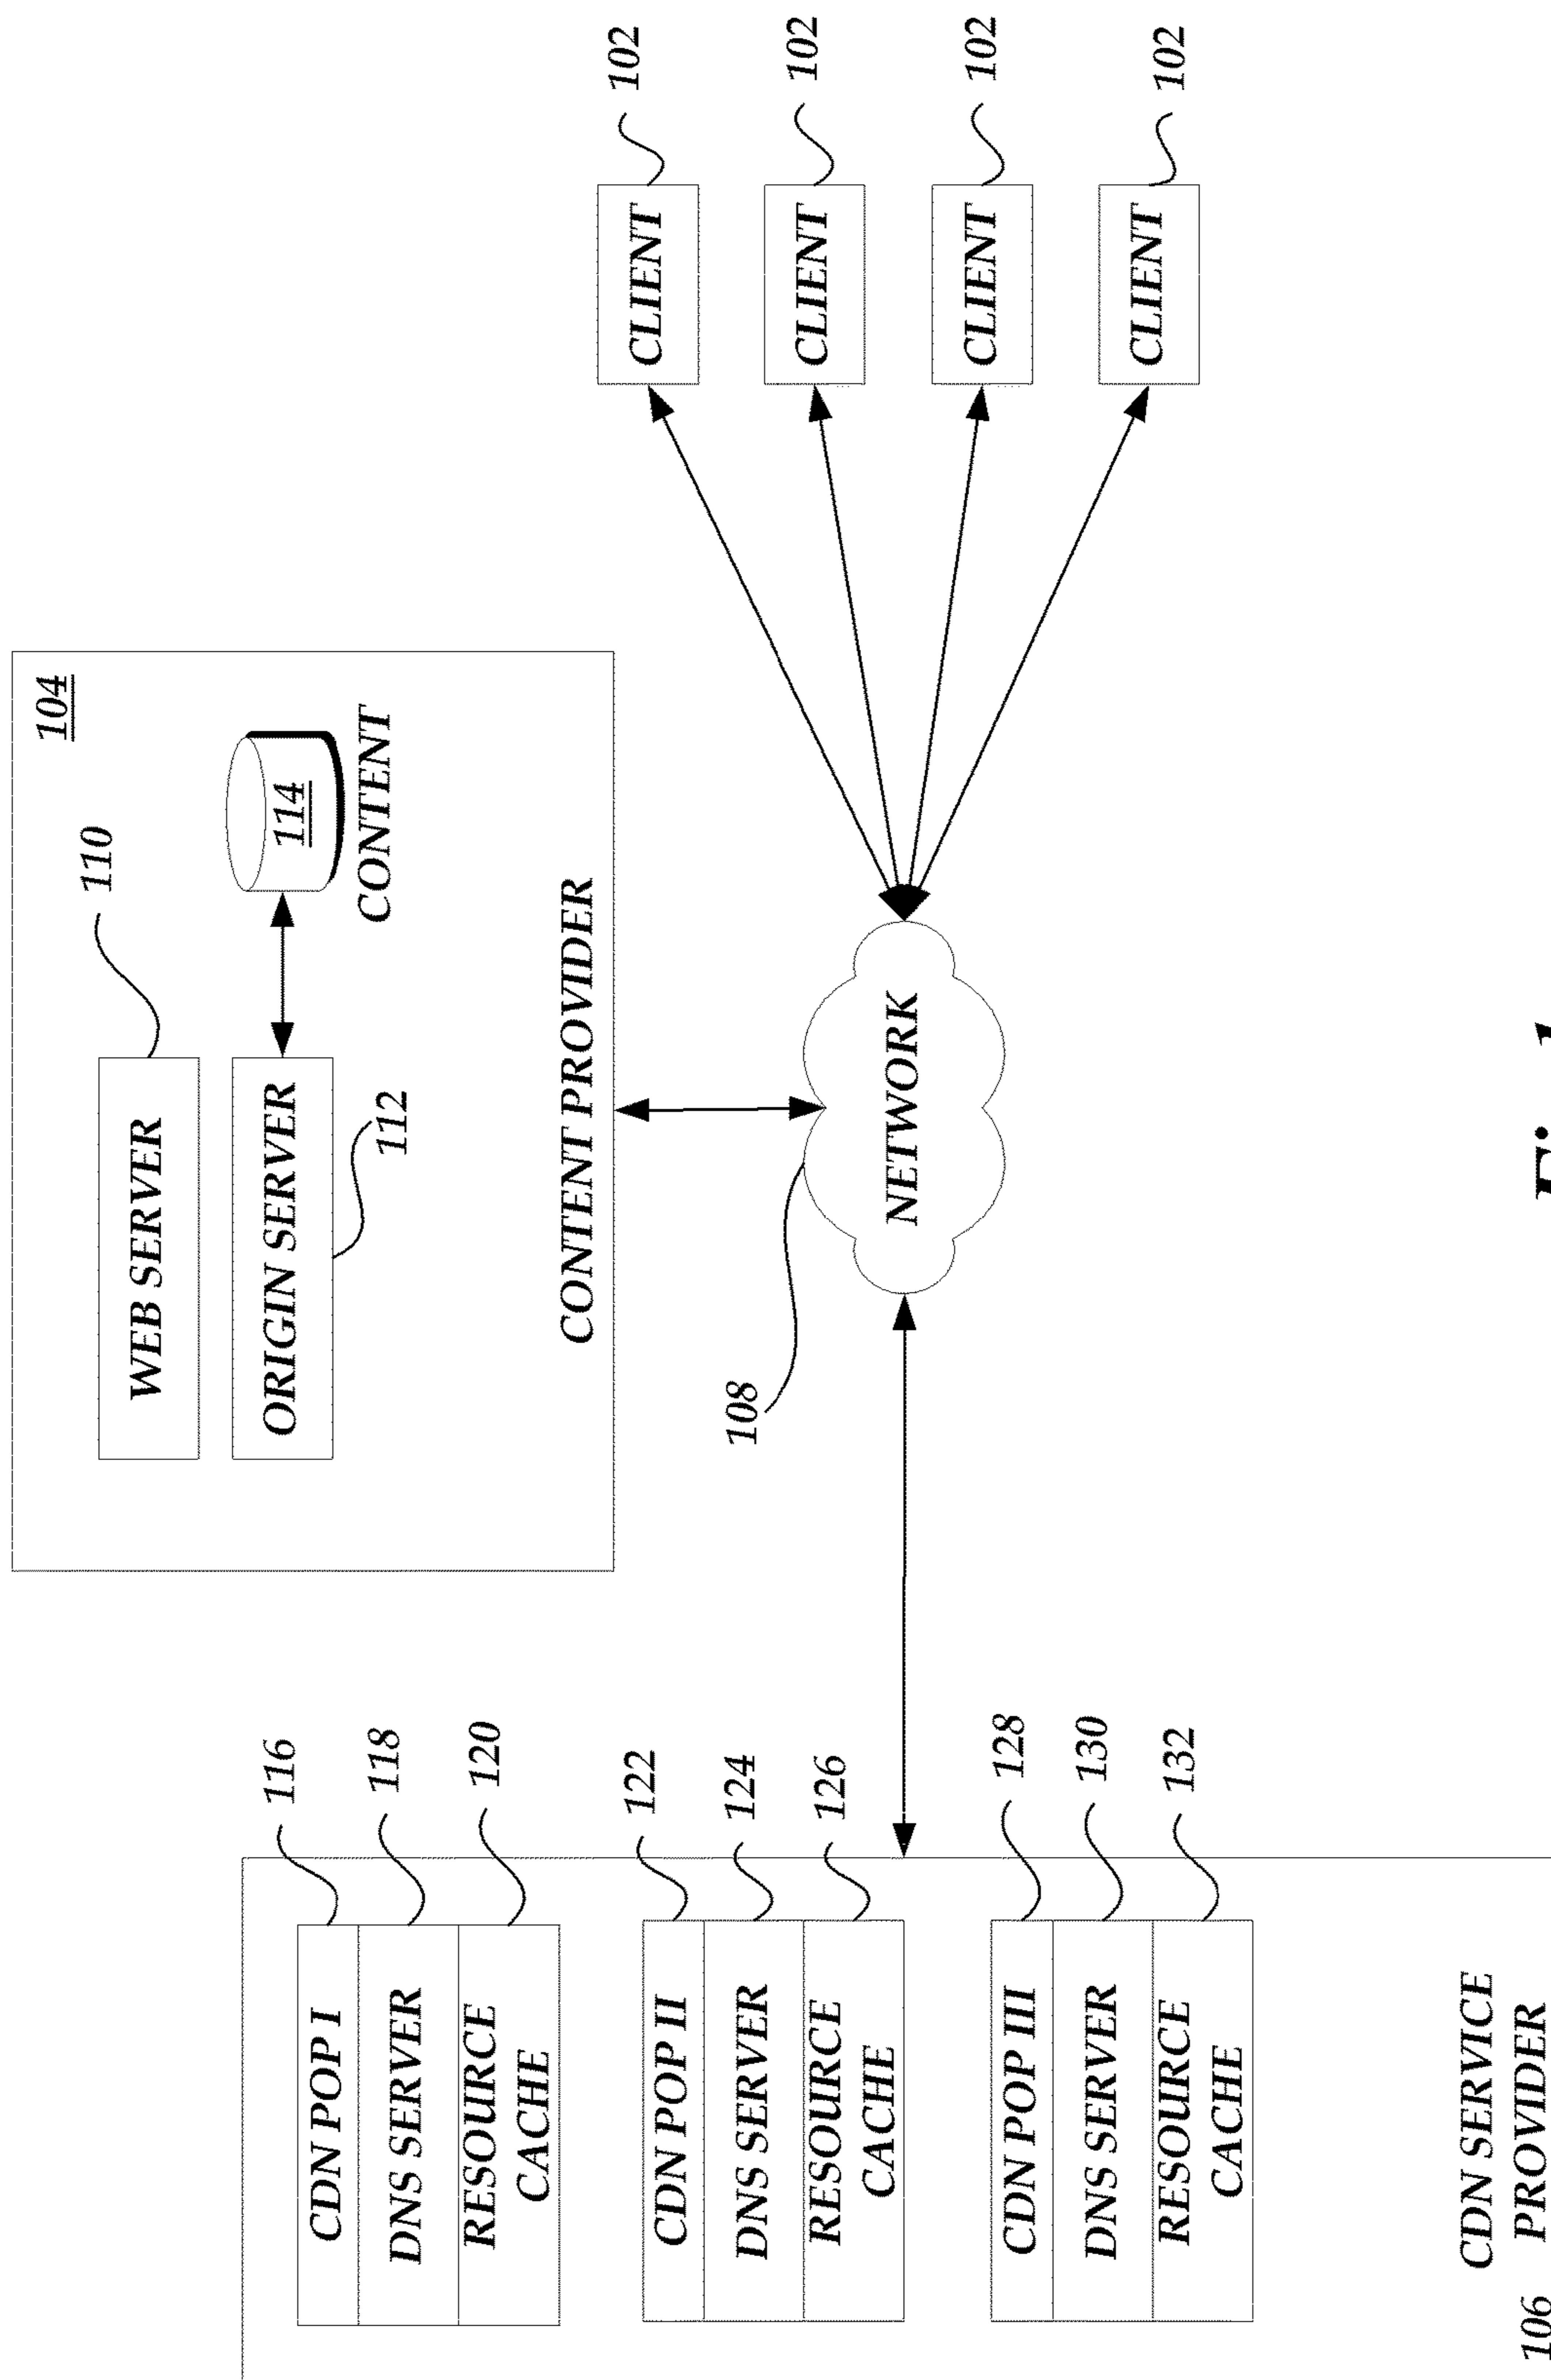 104
WEB SERVER
110
ORIGIN SERVER
112
114
CONTENT
CONTENT PROVIDER
116
CDN POP I
118
DNS SERVER
120
RESOURCE
CACHE
122
CDN POP II
124
DNS SERVER
126
RESOURCE
CACHE
128
CDN POP III
130
DNS SERVER
132
RESOURCE
CACHE
CDN SERVICE
106 PROVIDER
108
NETWORK
CLIENT
102
CLIENT
102
CLIENT
102
CLIENT
102